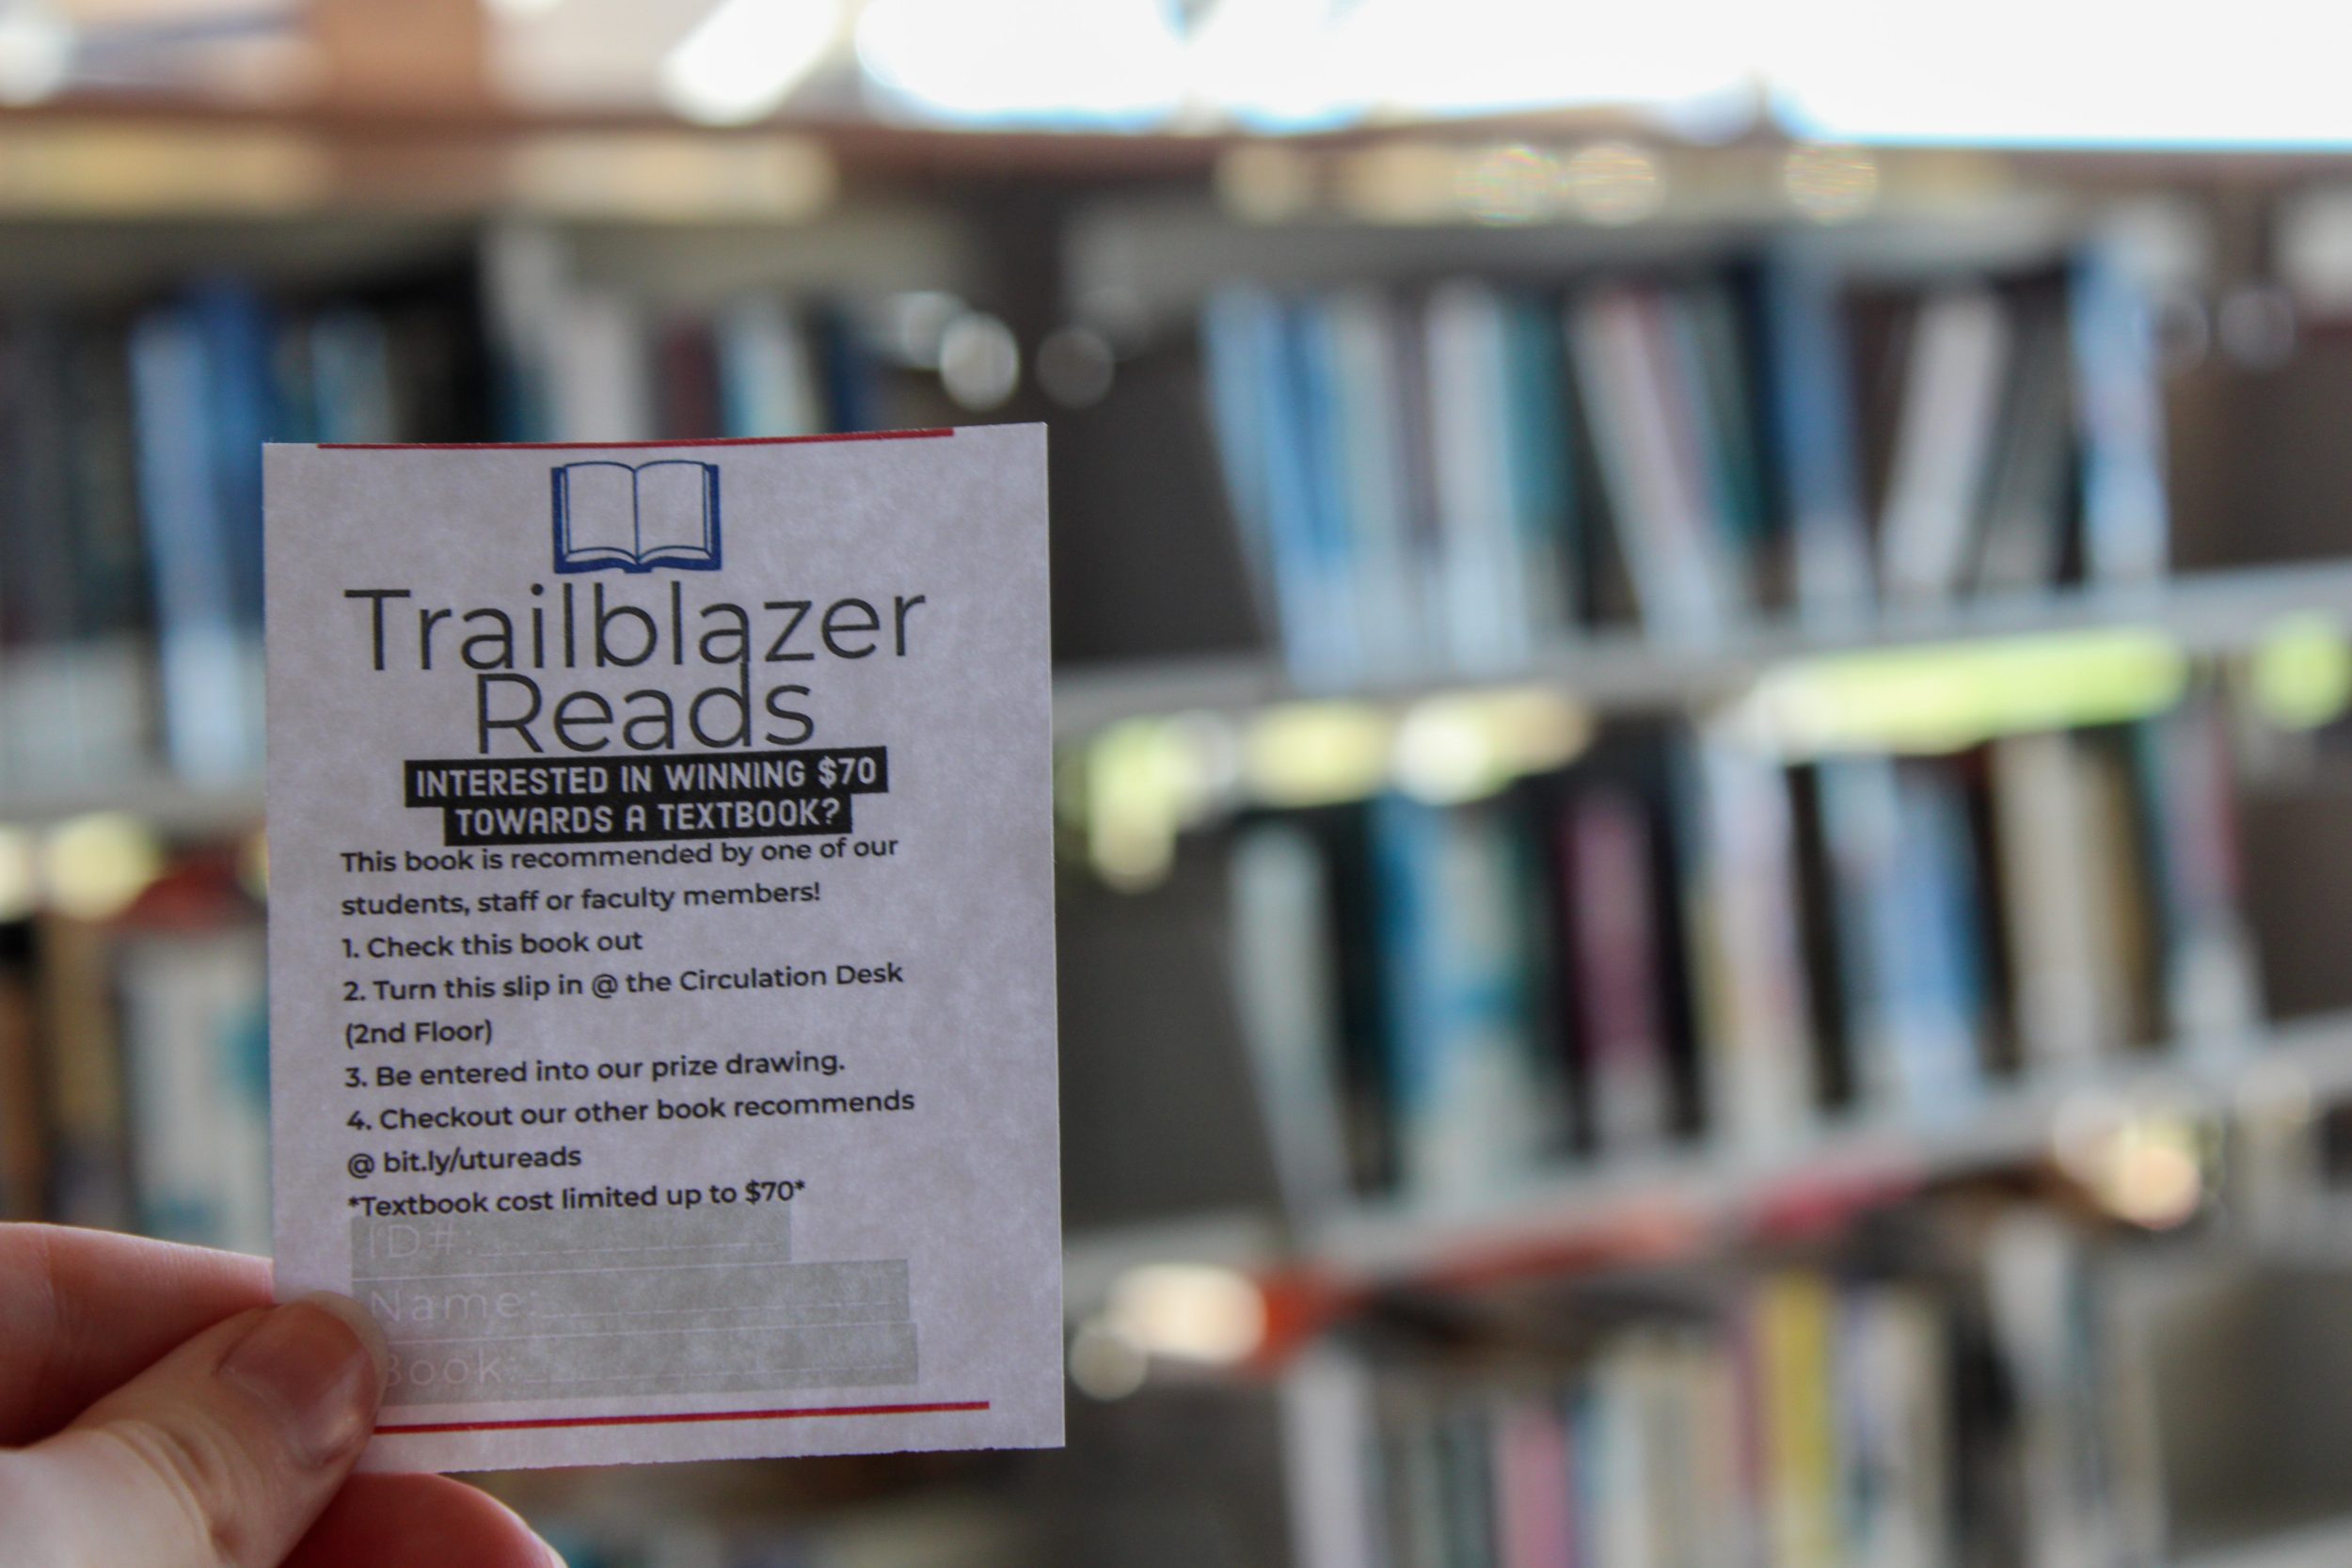 Trailblazer
Reads
INTERESTED IN WINNING $70
TOWARDS A TEXTBOOK?
This book is recommended by one of our
students, staff or faculty members!
1. Check this book out
2. Turn this slip in @ the Circulation Desk
(2nd Floor)
3. Be entered into our prize drawing.
4. Checkout our other book recommends
@ bit.ly/utureads
*Textbook cost limited up to $70*
ID#:
Name:
Book: